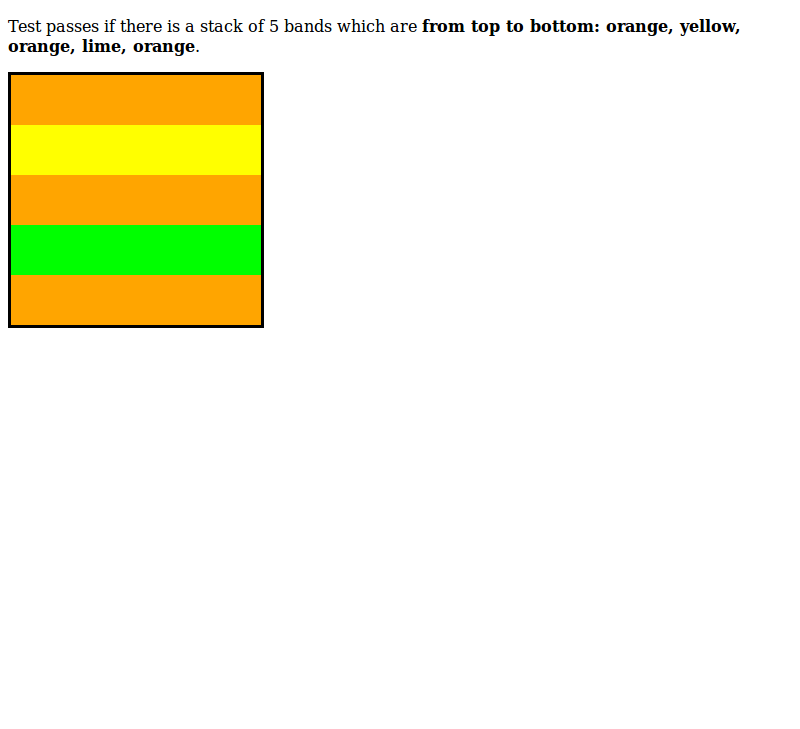 Test passes if there is a stack of 5 bands which are from top to bottom: orange, yellow,
orange, lime, orange.